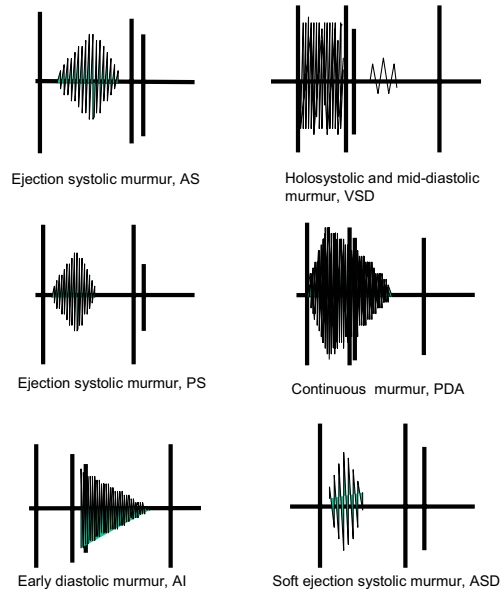 Ejection systolic murmur, AS
Holosystolic and mid-diastolic
murmur, VSD
Ejection systolic murmur, PS
Continuous murmur, PDA
Early diastolic murmur, AI
Soft ejection systolic murmur, ASD